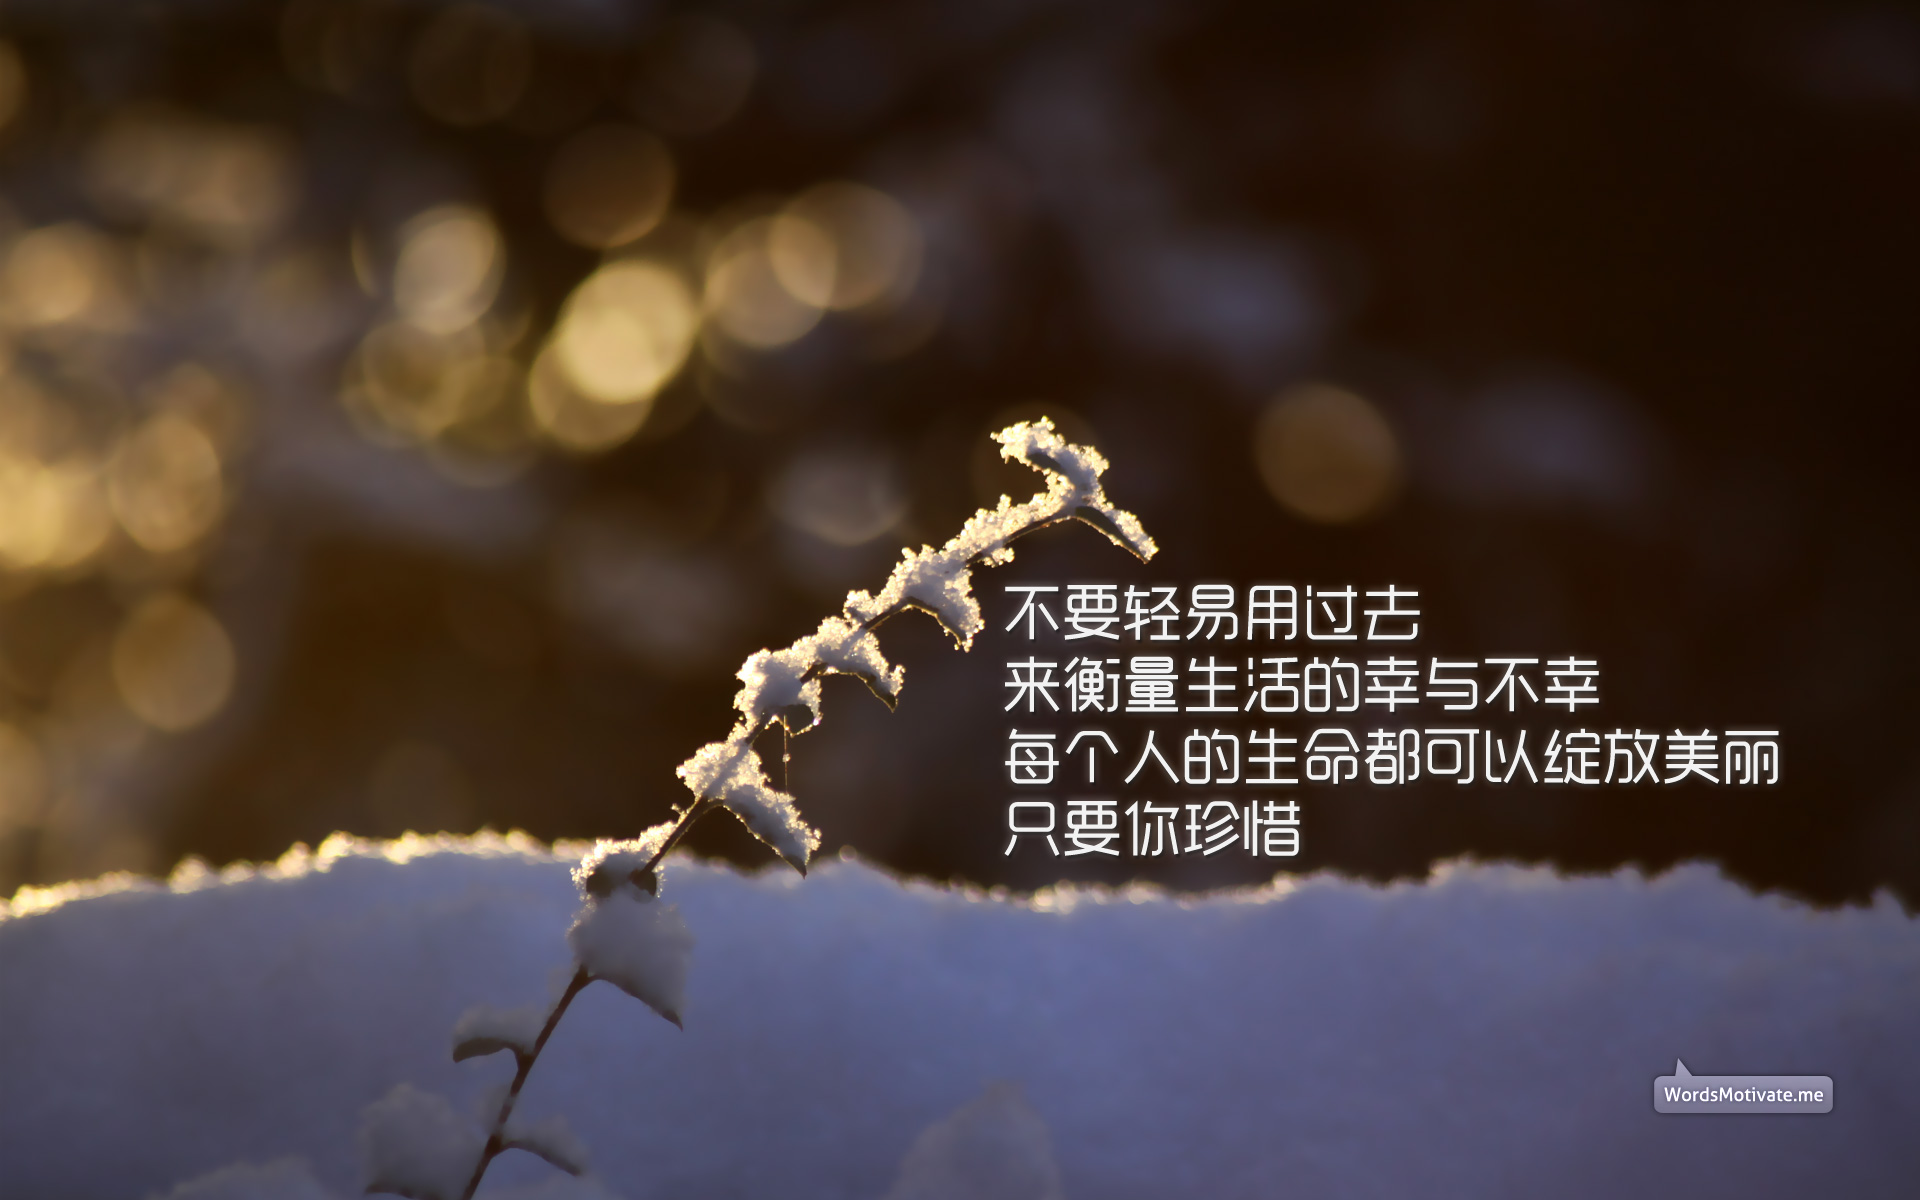 不要轻易用过去
来衡量生活的幸与不幸
每个人的生命都可以绽放美丽
只要你珍惜
WordsMotivate.me